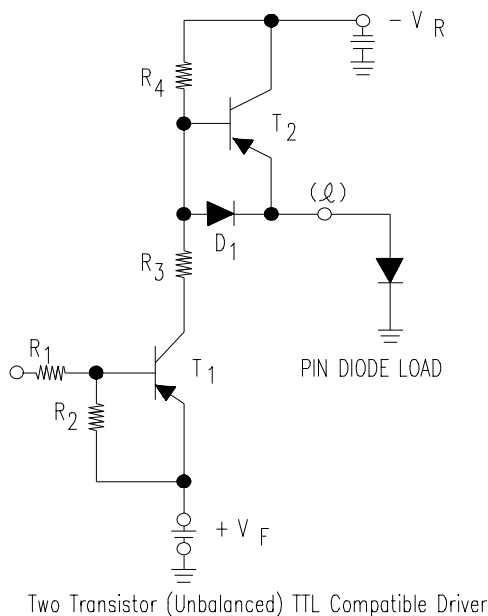 - V R
R4
T2
(ℓ)
D1
R3
R1
T1
PIN DIODE LOAD
R2
+ V F
Two Transistor (Unbalanced) TTL Compatible Driver